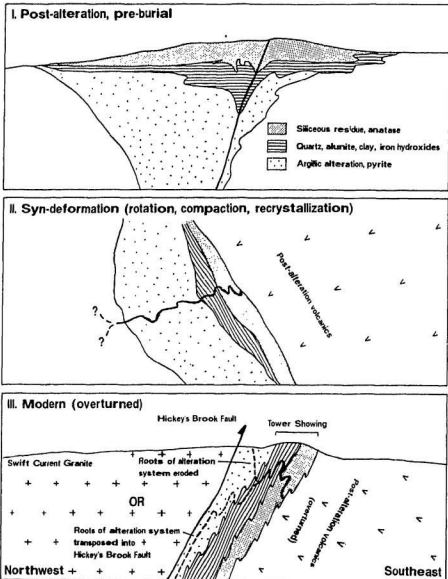 I. Post-alteration, pre-burial
Siliceous residue, anatase
Quartz, alunite, clay, iron hydroxides
Argillic alteration, pyrite
II. Syn-deformation (rotation, compaction, recrystallization)
?
?
Post-alteration volcanics
III. Modern (overturned)
Hickey's Brook Fault
Tower Showing
Swift Current Granite
Roots of alteration
system eroded
OR
Roots of alteration system
transposed into
Hickey's Brook Fault
Post-alteration volcanics
(overturned)
Northwest
Southeast